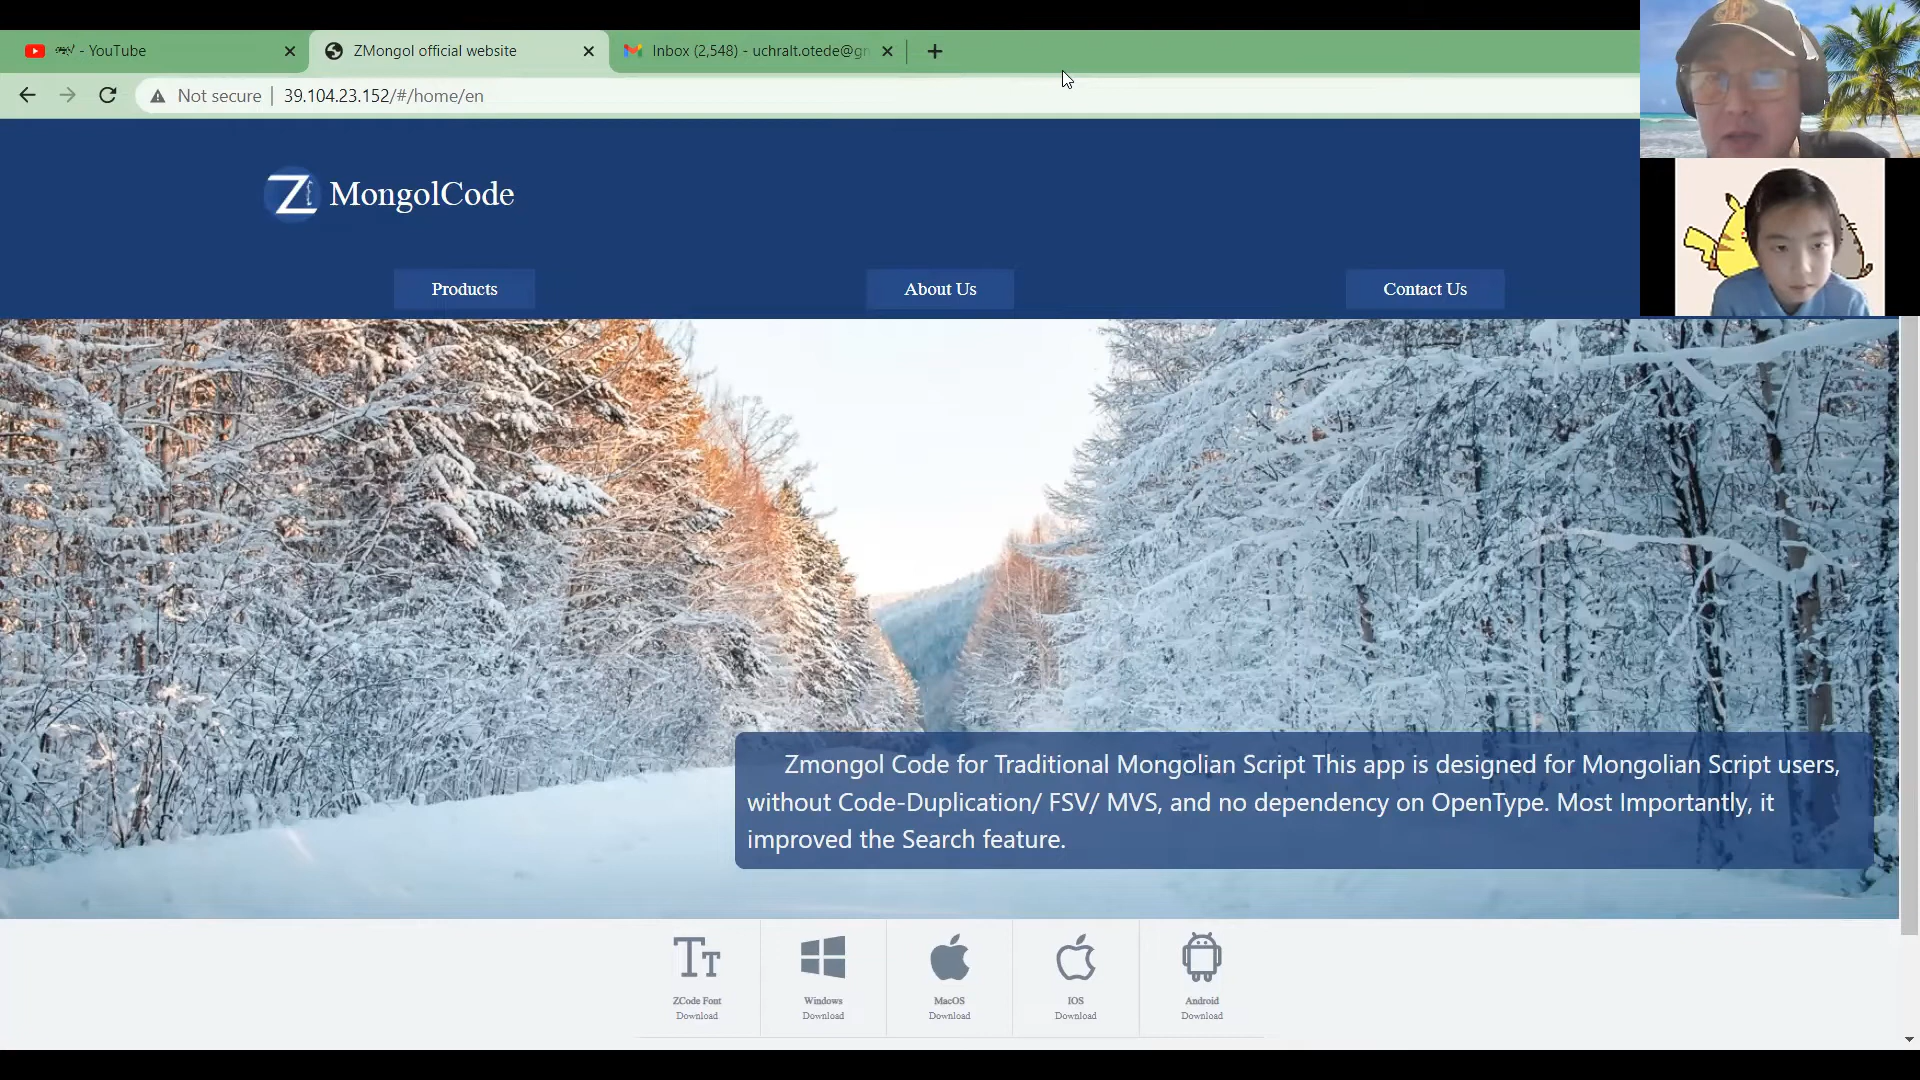 - YouTube
ZMongol official website
Inbox (2,548) - uchralt.otede@gr
Not secure
39.104.23.152/#/home/en
Z MongolCode
Products
About Us
Contact Us
Zmongol Code for Traditional Mongolian Script This app is designed for Mongolian Script users,
without Code-Duplication/ FSV/ MVS, and no dependency on OpenType. Most Importantly, it
improved the Search feature.
Tт
ZCode Font
Download
Windows
Download
MacOS
Download
IOS
Download
Android
Download